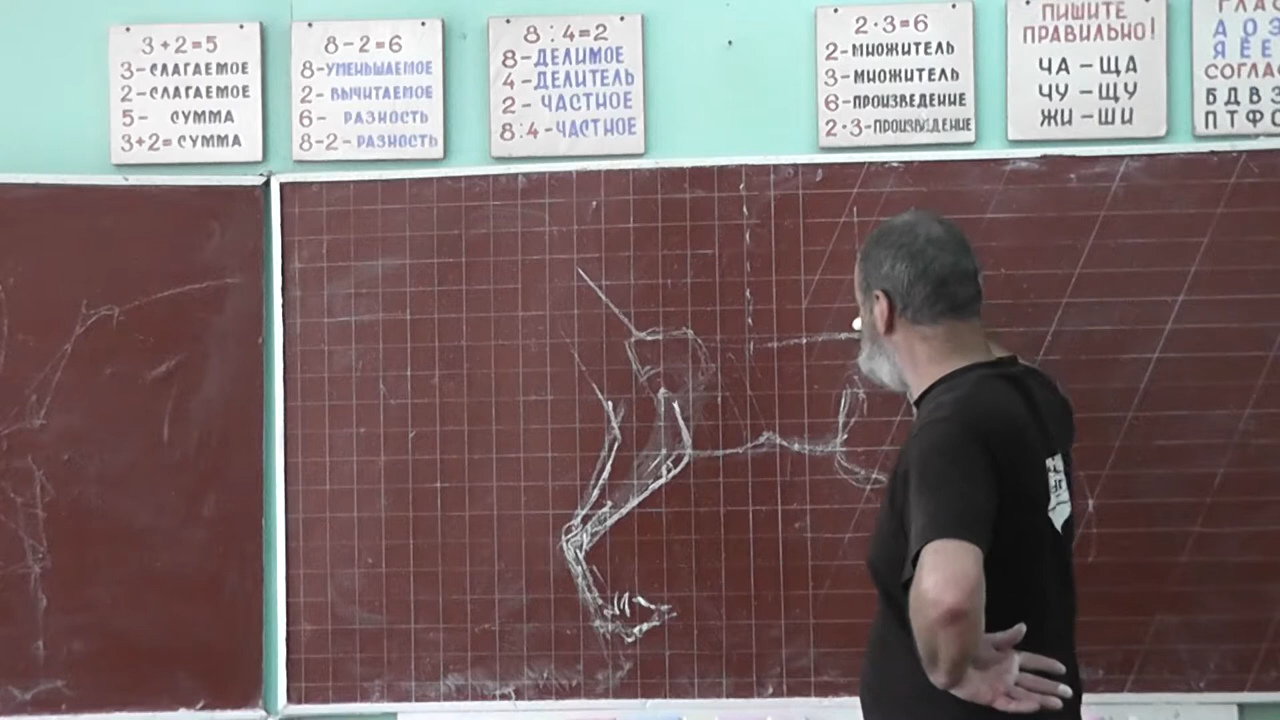 3+2=5
3-СЛАГАЕМОЕ
2-СЛАГАЕМОЕ
5- СУММА
3+2= СУММА
8-2=6
8-УМЕНЬШАЕМОЕ
2- ВЫЧИТАЕМОЕ
6- РАЗНОСТЬ
8-2- РАЗНОСТЬ
8:4=2
8-ДЕЛИМОЕ
4-ДЕЛИТЕЛЬ
2- ЧАСТНОЕ
8:4-ЧАСТНОЕ
2·3=6
2-МНОЖИТЕЛЬ
3-МНОЖИТЕЛЬ
6-ПРОИЗВЕДЕНИЕ
2·3-ПРОИЗВЕДЕНИЕ
ПИШИТЕ
ПРАВИЛЬНО!
ЧА-ЩА
ЧУ-ЩУ
ЖИ-ШИ
ГЛАС
А О Э
Я Ё Е
СОГЛАС
Б Д В З
П Т Ф С